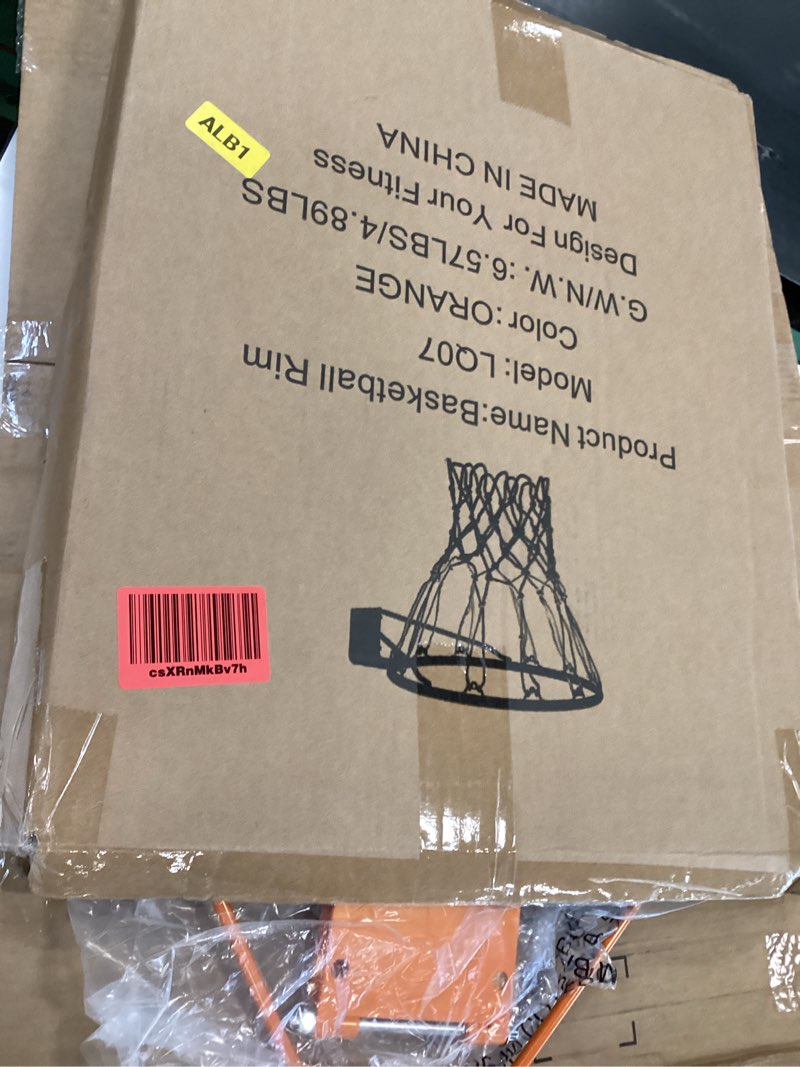 Product Name:Basketball Rim
Model:LQ07
Color:ORANGE
G.W/N.W. :6.57LBS/4.89LBS
Design For Your Fitness
MADE IN CHINA
ALB1
csXRnMkBv7h